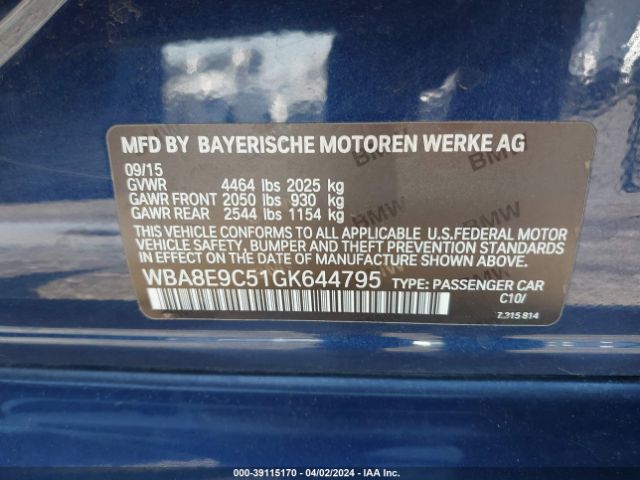 MFD BY BAYERISCHE MOTOREN WERKE AG
09/15
GVWR 4464 lbs 2025 kg
GAWR FRONT 2050 lbs 930 kg
GAWR REAR 2544 lbs 1154 kg
THIS VEHICLE CONFORMS TO ALL APPLICABLE U.S.FEDERAL MOTOR
VEHICLE SAFETY, BUMPER AND THEFT PREVENTION STANDARDS
IN EFFECT ON THE DATE OF MANUFACTURE SHOWN ABOVE.
WBA8E9C51GK644795 TYPE: PASSENGER CAR
C10/
7 315 814
000-39115170 | 04/02/2024 | IAA Inc.